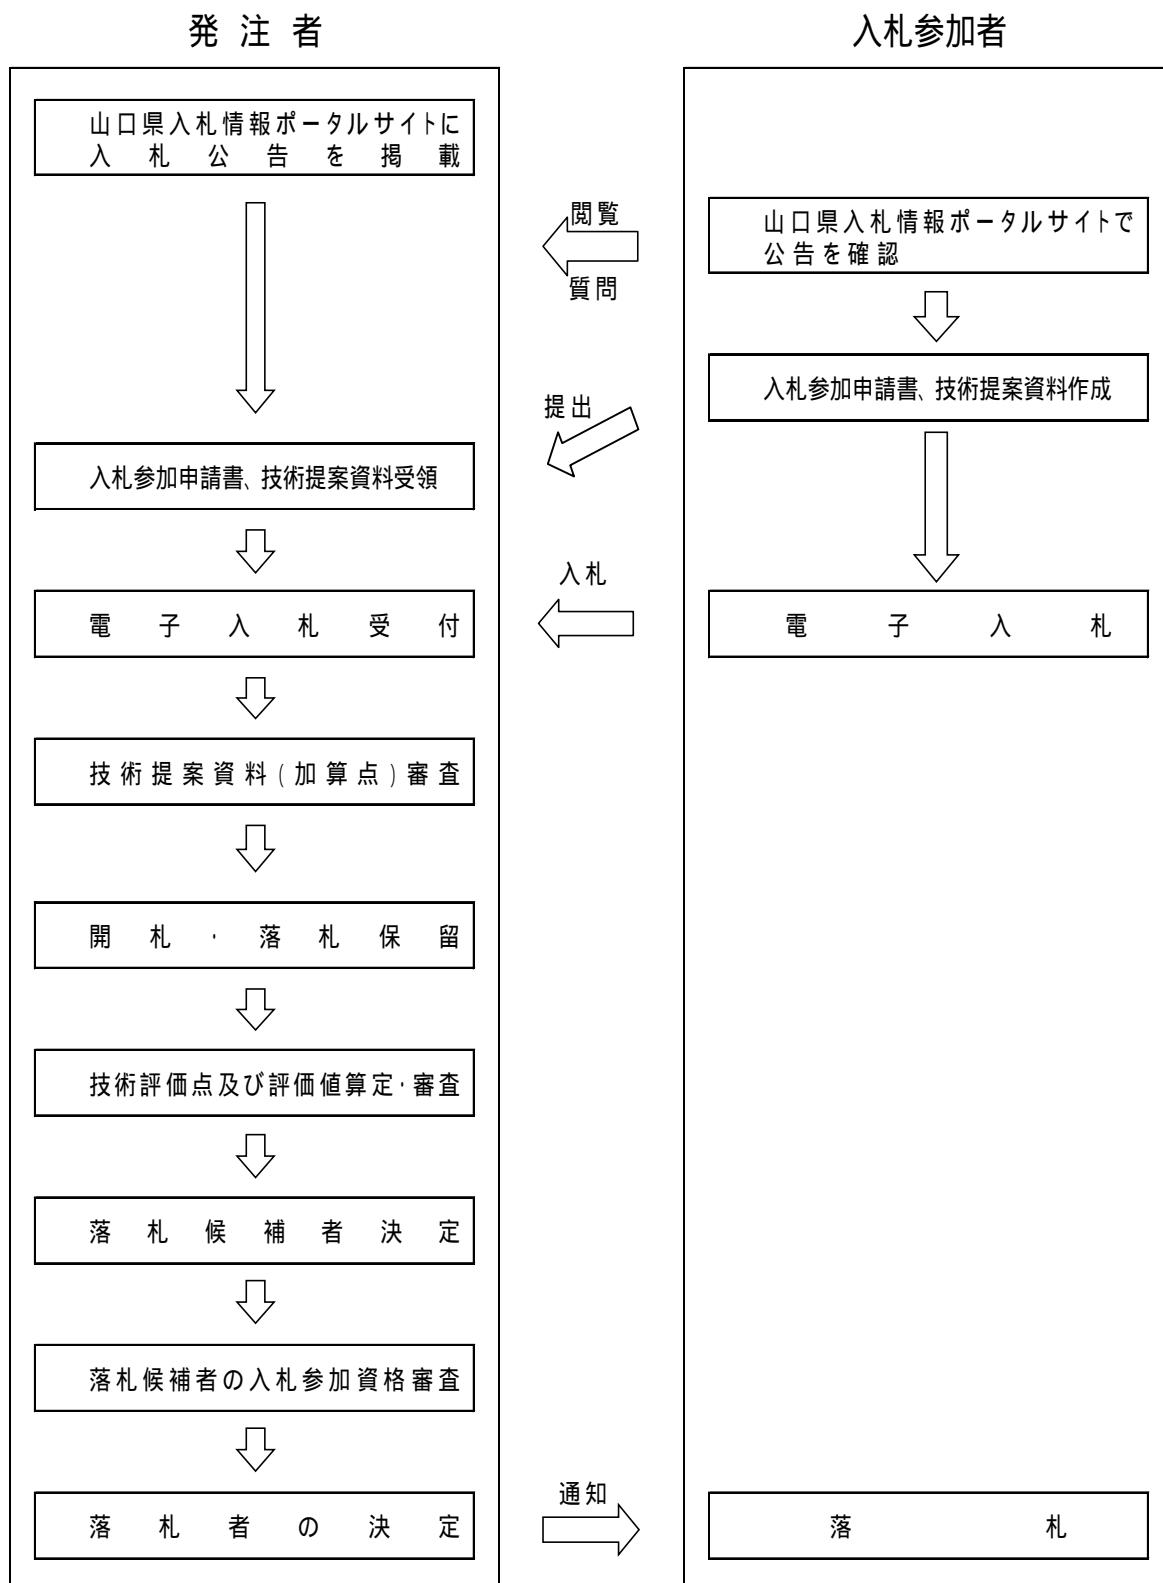 発注者
入札参加者
山口県入札情報ポータルサイトに
入札公告を掲載
閲覧
質問
山口県入札情報ポータルサイトで
公告を確認
入札参加申請書、技術提案資料作成
提出
入札参加申請書、技術提案資料受領
入札
電子入札受付
電子入札
技術提案資料(加算点)審査
開札・落札保留
技術評価点及び評価値算定・審査
落札候補者決定
落札候補者の入札参加資格審査
通知
落札者の決定
落札